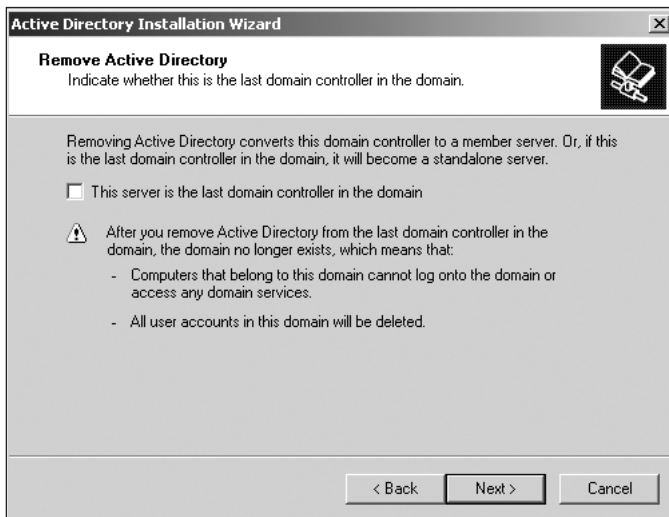 Active Directory Installation Wizard
Remove Active Directory
Indicate whether this is the last domain controller in the domain.
Removing Active Directory converts this domain controller to a member server. Or, if this
is the last domain controller in the domain, it will become a standalone server.
This server is the last domain controller in the domain
After you remove Active Directory from the last domain controller in the
domain, the domain no longer exists, which means that:
- Computers that belong to this domain cannot log onto the domain or
access any domain services.
- All user accounts in this domain will be deleted.
< Back Next > Cancel